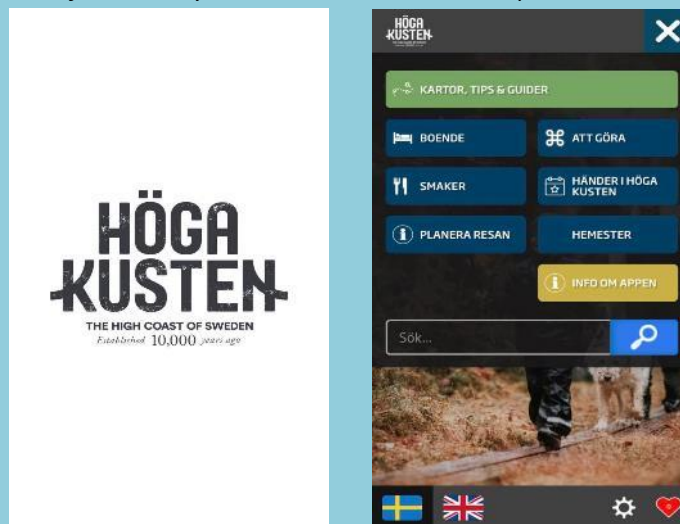 HÖGA
KUSTEN
THE HIGH COAST OF SWEDEN
Established 10,000 years ago
HÖGA
KUSTEN
KARTOR, TIPS & GUIDER
BOENDE
ATT GÖRA
SMAKER
HÄNDER I HÖGA
KUSTEN
PLANERA RESAN
HEMESTER
INFO OM APPEN
Sök...